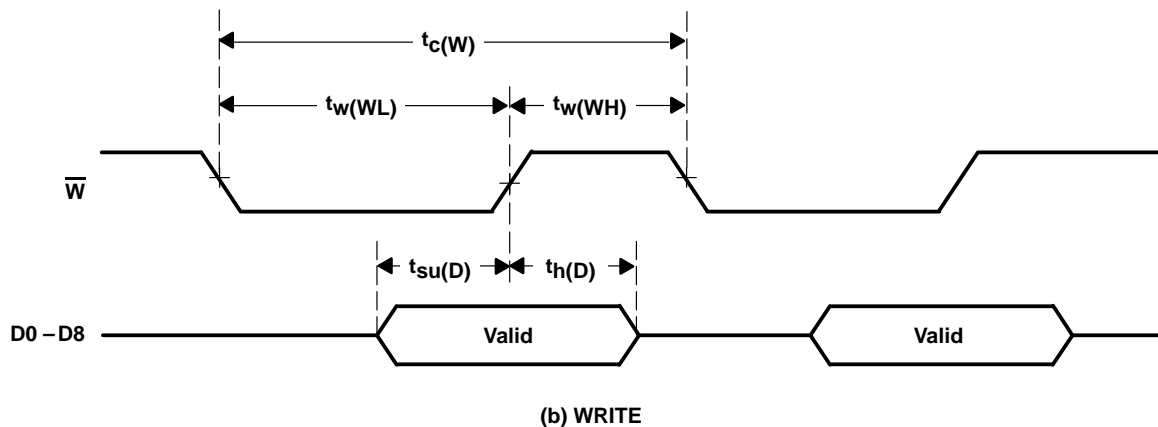 tc(W)
tw(WL) tw(WH)
W̅
tsu(D) th(D)
D0 – D8 Valid Valid
(b) WRITE